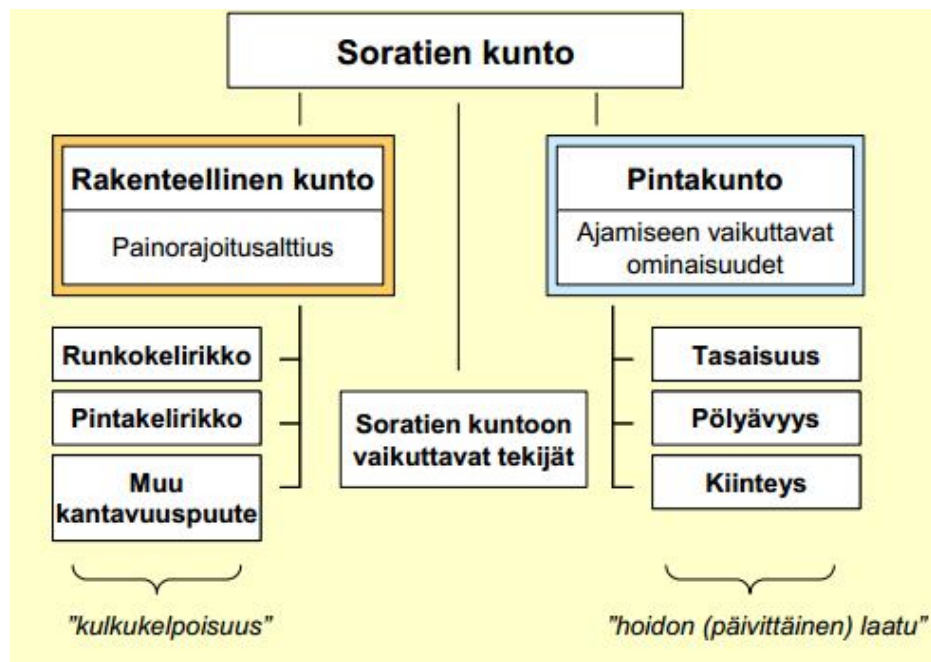 Soratien kunto
Rakenteellinen kunto
Painorajoitusalttius
Pintakunto
Ajamiseen vaikuttavat
ominaisuudet
Runkokelirikko
Pintakelirikko
Muu
kantavuuspuute
Soratien kuntoon
vaikuttavat tekijät
Tasaisuus
Pölyävyys
Kiinteys
”kulkukelpoisuus”
”hoidon (päivittäinen) laatu”